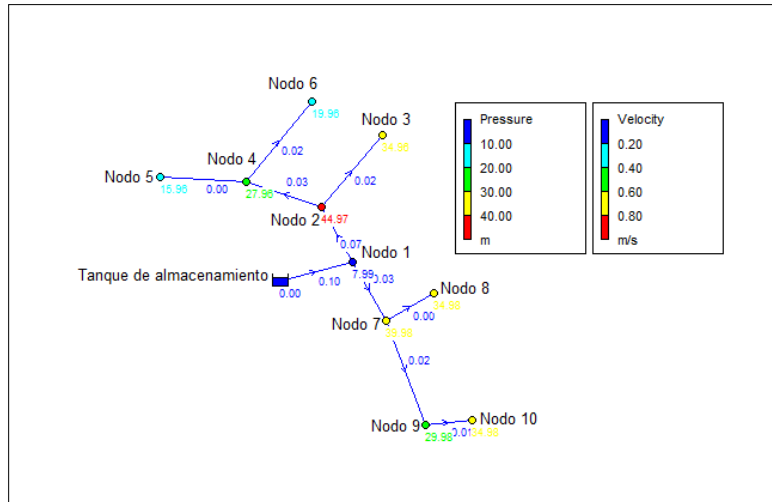 Nodo 6
19.96
Nodo 3
34.96
0.02
Nodo 4
0.02
Nodo 5
15.96
0.00
27.96
0.03
Nodo 2
44.97
0.07
Nodo 1
7.99
0.03
Tanque de almacenamiento
0.00
0.10
Nodo 8
34.98
0.00
Nodo 7
39.98
0.02
Nodo 9
29.98
0.01
Nodo 10
34.98
Pressure
10.00
20.00
30.00
40.00
m
Velocity
0.20
0.40
0.60
0.80
m/s